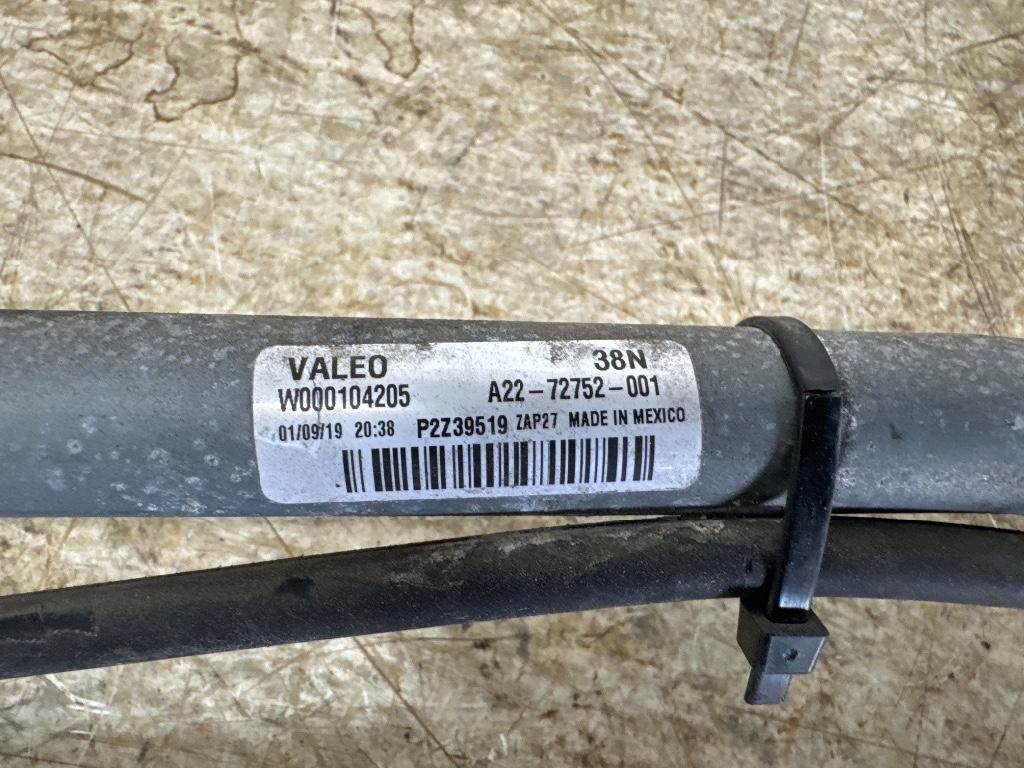 VALEO 38N
W000104205 A22-72752-001
01/09/19 20:38 P2Z39519 ZAP27 MADE IN MEXICO